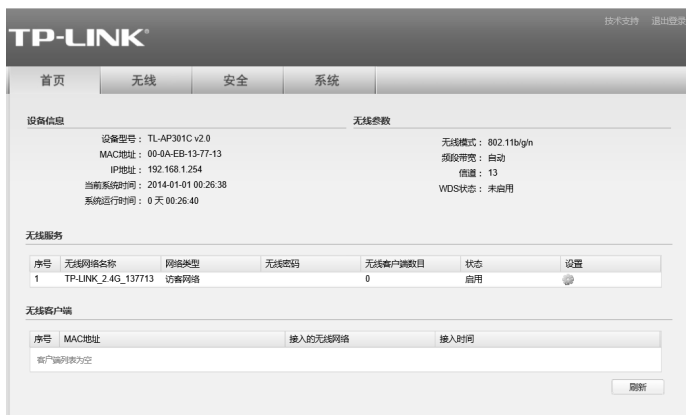 技术支持 退出登录
TP-LINK®
首页 无线 安全 系统
设备信息
设备型号： TL-AP301C v2.0
MAC地址： 00-0A-EB-13-77-13
IP地址： 192.168.1.254
当前系统时间： 2014-01-01 00:26:38
系统运行时间： 0 天 00:26:40
无线参数
无线模式： 802.11b/g/n
频段带宽： 自动
信道： 13
WDS状态： 未启用
无线服务
序号 无线网络名称 网络类型 无线密码 无线客户端数目 状态 设置
1 TP-LINK_2.4G_137713 访客网络 0 启用
无线客户端
序号 MAC地址 接入的无线网络 接入时间
客户端列表为空
刷新